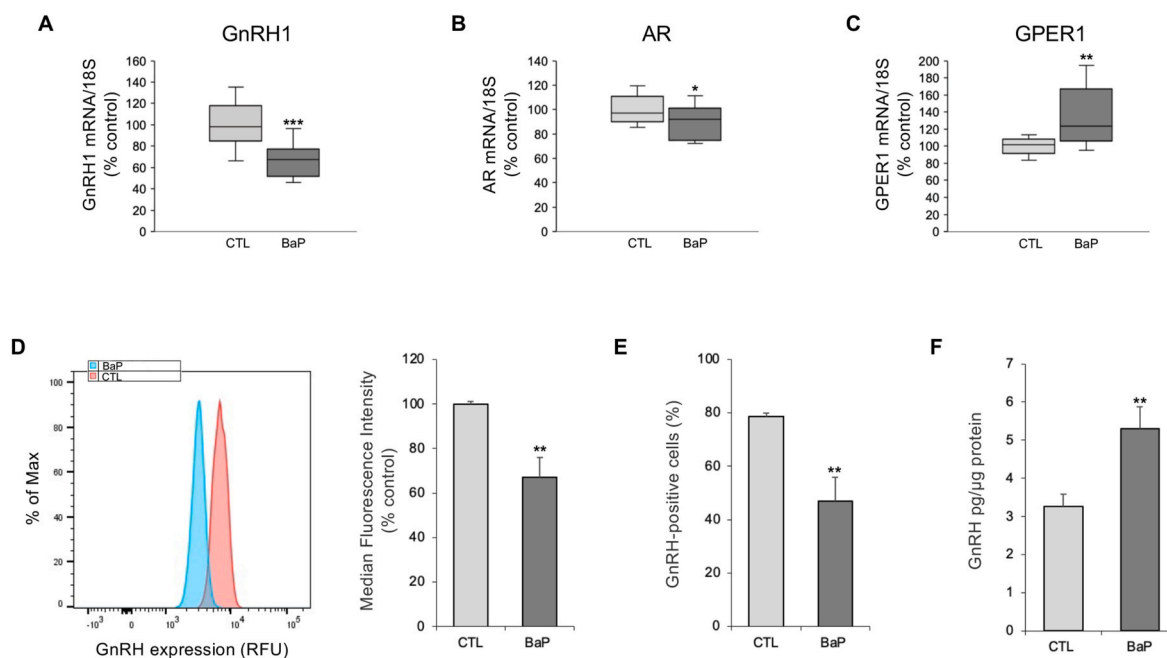 A
GnRH1
GnRH1 mRNA/18S
(% control)
160
140
120
100
80
60
40
20
0
***
CTL
BaP
B
AR
AR mRNA/18S
(% control)
140
120
100
80
60
40
20
0
*
CTL
BaP
C
GPER1
GPER1 mRNA/18S
(% control)
200
180
160
140
120
100
80
60
40
20
0
**
CTL
BaP
D
BaP
CTL
% of Max
100
80
60
40
20
0
-10³
0
10³
10⁴
10⁵
GnRH expression (RFU)
Median Fluorescence Intensity
(% control)
120
100
80
60
40
20
0
**
CTL
BaP
E
GnRH-positive cells (%)
100
80
60
40
20
0
**
CTL
BaP
F
GnRH pg/µg protein
7
6
5
4
3
2
1
0
**
CTL
BaP